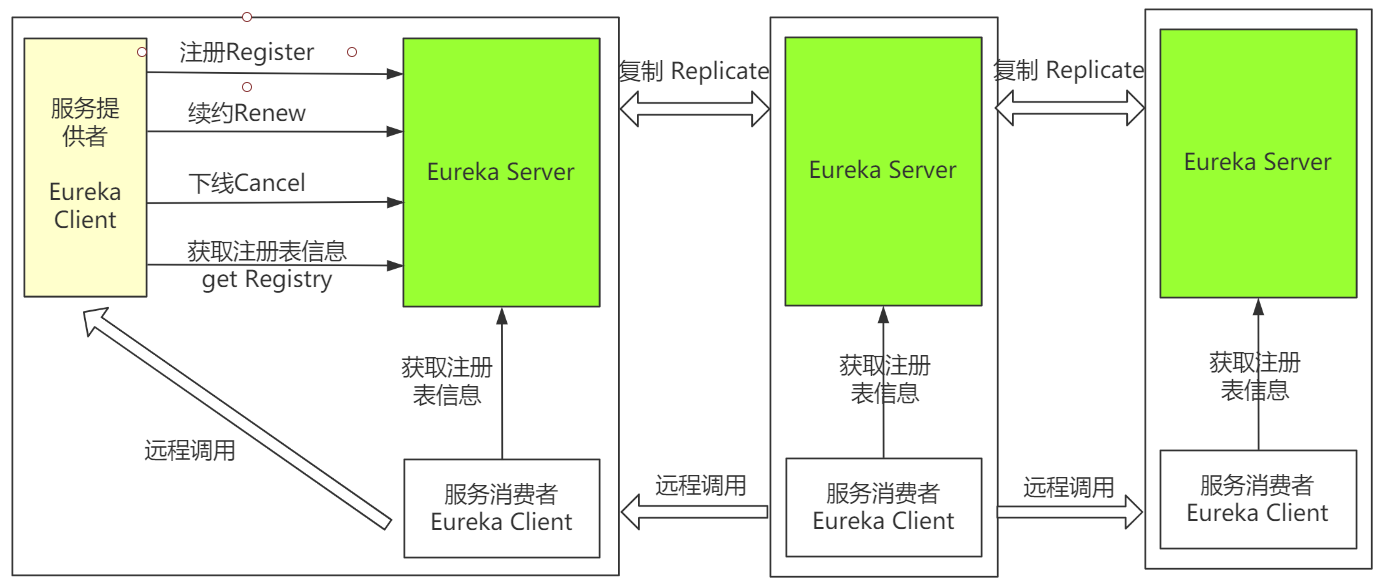 服务提
供者
Eureka
Client
注册Register
续约Renew
下线Cancel
获取注册表信息
get Registry
Eureka Server
获取注册
表信息
远程调用
服务消费者
Eureka Client
复制 Replicate
Eureka Server
获取注册
表信息
远程调用
服务消费者
Eureka Client
复制 Replicate
Eureka Server
获取注册
表信息
远程调用
服务消费者
Eureka Client